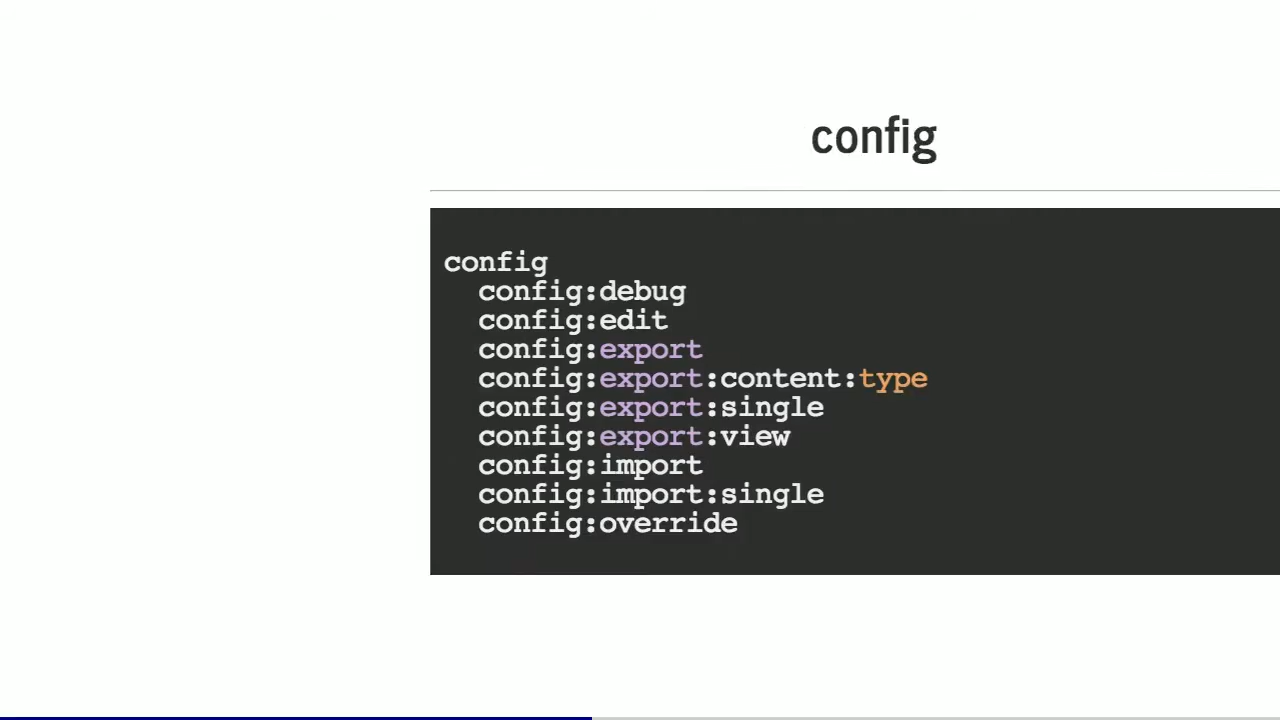 config
config
config:debug
config:edit
config:export
config:export:content:type
config:export:single
config:export:view
config:import
config:import:single
config:override